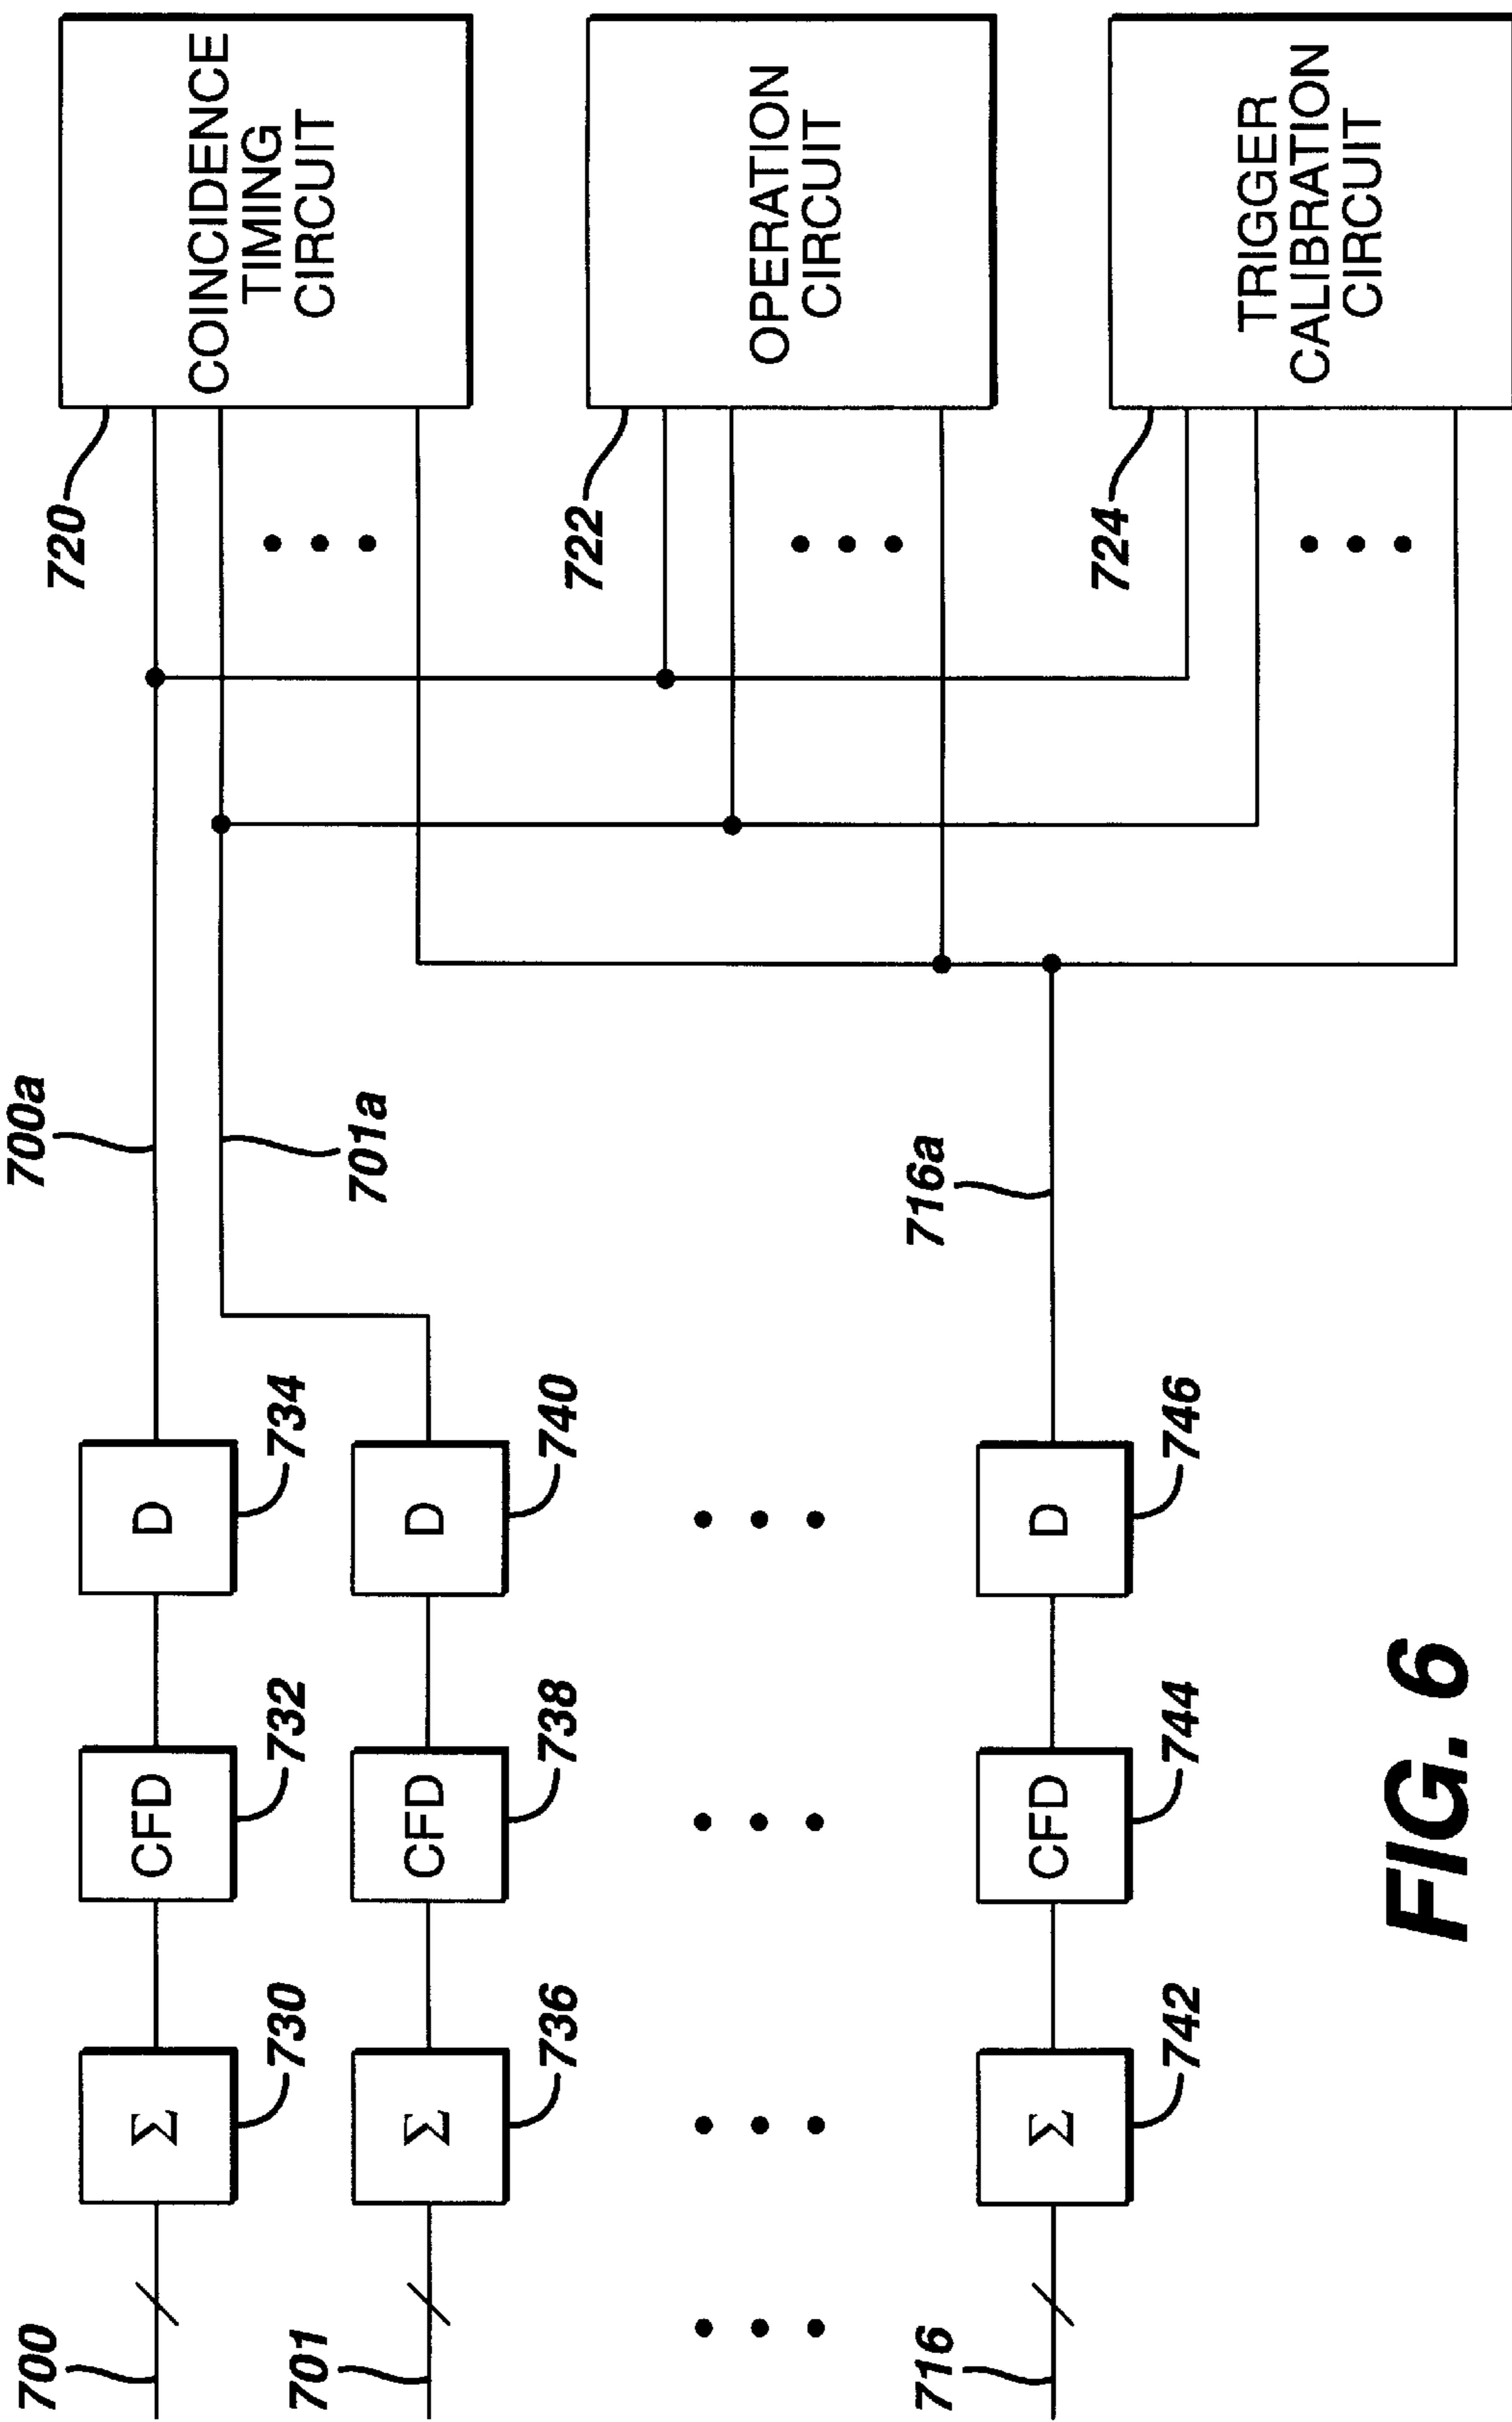 700
Σ
730
CFD
732
D
734
700a
701
Σ
736
CFD
738
D
740
701a
716
Σ
742
CFD
744
D
746
716a
720
COINCIDENCE
TIMING
CIRCUIT
722
OPERATION
CIRCUIT
724
TRIGGER
CALIBRATION
CIRCUIT
FIG. 6